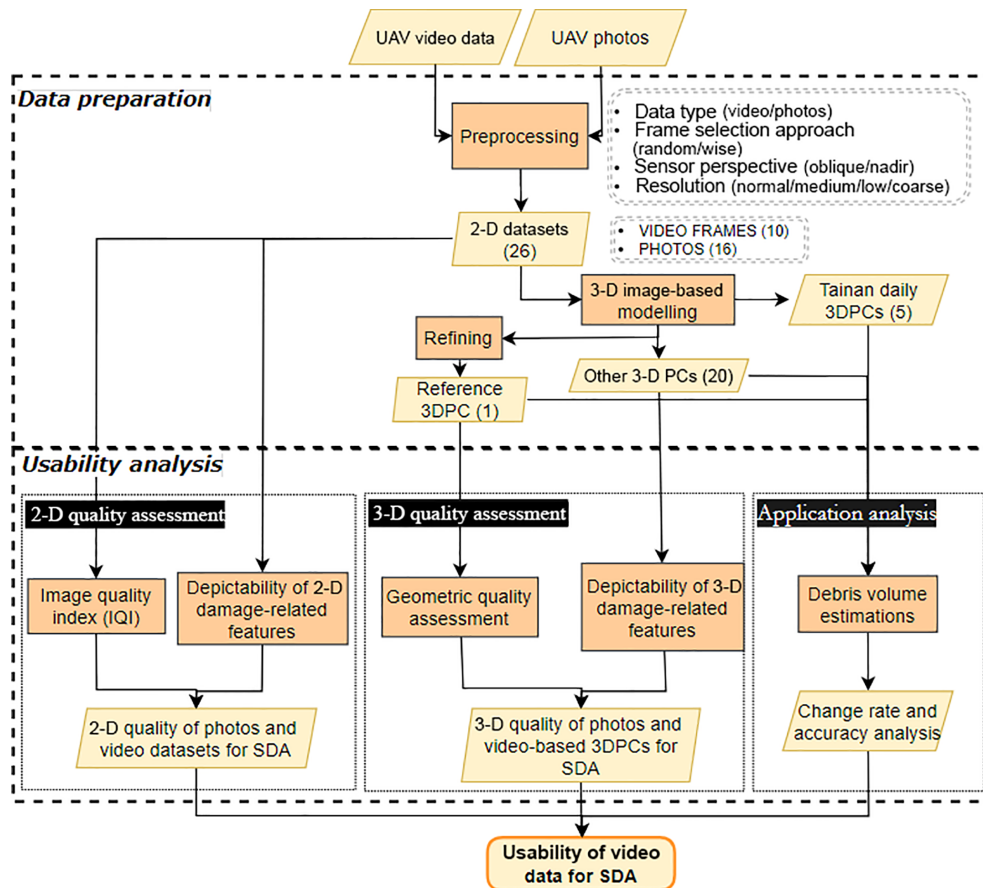 UAV video data
UAV photos
Data preparation
Preprocessing
• Data type (video/photos)
• Frame selection approach
(random/wise)
• Sensor perspective (oblique/nadir)
• Resolution (normal/medium/low/coarse)
2-D datasets
(26)
• VIDEO FRAMES (10)
• PHOTOS (16)
3-D image-based
modelling
Tainan daily
3DPCs (5)
Refining
Other 3-D PCs (20)
Reference
3DPC (1)
Usability analysis
2-D quality assessment
3-D quality assessment
Application analysis
Image quality
index (IQI)
Depictability of 2-D
damage-related
features
Geometric quality
assessment
Depictability of 3-D
damage-related
features
Debris volume
estimations
2-D quality of photos and
video datasets for SDA
3-D quality of photos and
video-based 3DPCs for
SDA
Change rate and
accuracy analysis
Usability of video
data for SDA